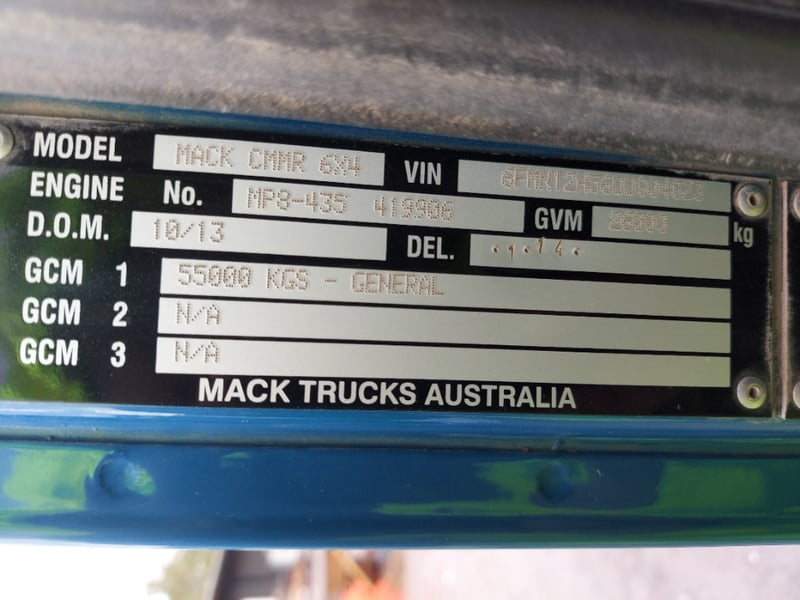 MODEL MACK CMMR 6X4 VIN
ENGINE No. MP8-435 419906 GVM kg
D.O.M. 10/13 DEL.
GCM 1 55000 KGS - GENERAL
GCM 2 N/A
GCM 3 N/A
MACK TRUCKS AUSTRALIA